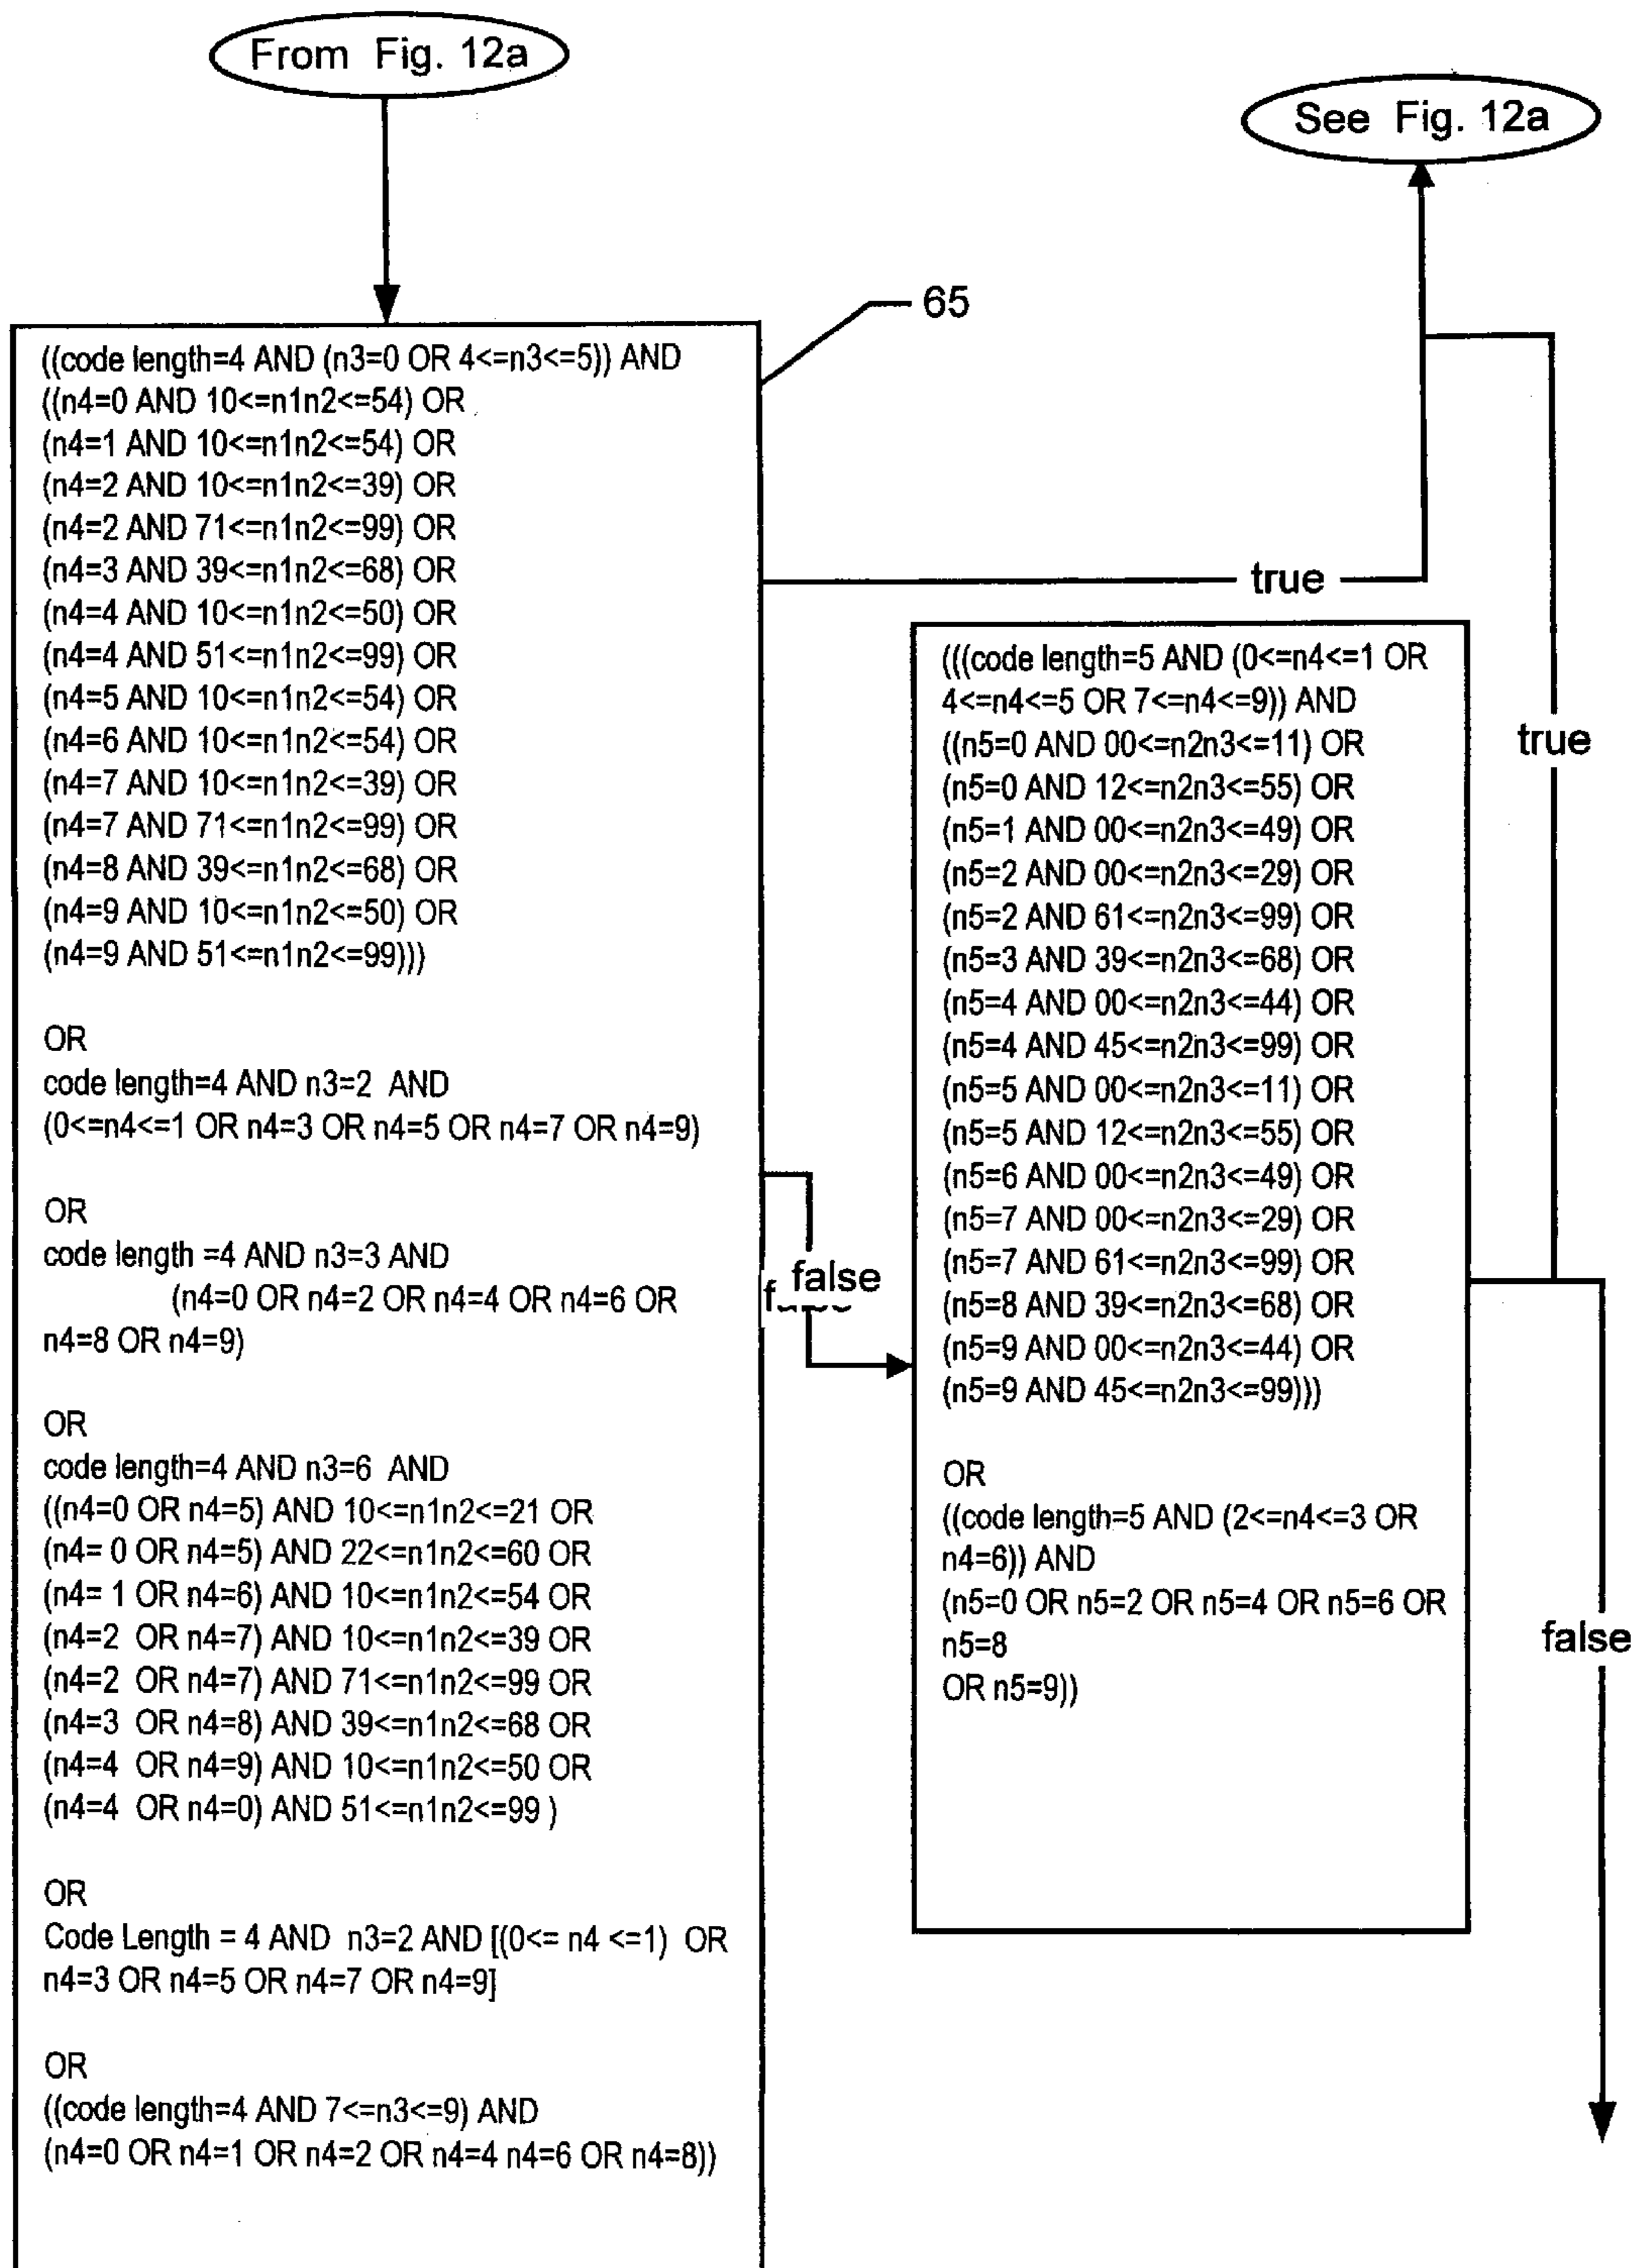 From Fig. 12a
See Fig. 12a
65
((code length=4 AND (n3=0 OR 4<=n3<=5)) AND
((n4=0 AND 10<=n1n2<=54) OR
(n4=1 AND 10<=n1n2<=54) OR
(n4=2 AND 10<=n1n2<=39) OR
(n4=2 AND 71<=n1n2<=99) OR
(n4=3 AND 39<=n1n2<=68) OR
(n4=4 AND 10<=n1n2<=50) OR
(n4=4 AND 51<=n1n2<=99) OR
(n4=5 AND 10<=n1n2<=54) OR
(n4=6 AND 10<=n1n2<=54) OR
(n4=7 AND 10<=n1n2<=39) OR
(n4=7 AND 71<=n1n2<=99) OR
(n4=8 AND 39<=n1n2<=68) OR
(n4=9 AND 10<=n1n2<=50) OR
(n4=9 AND 51<=n1n2<=99)))
OR
code length=4 AND n3=2 AND
(0<=n4<=1 OR n4=3 OR n4=5 OR n4=7 OR n4=9)
OR
code length =4 AND n3=3 AND
(n4=0 OR n4=2 OR n4=4 OR n4=6 OR
n4=8 OR n4=9)
OR
code length=4 AND n3=6 AND
((n4=0 OR n4=5) AND 10<=n1n2<=21 OR
(n4= 0 OR n4=5) AND 22<=n1n2<=60 OR
(n4= 1 OR n4=6) AND 10<=n1n2<=54 OR
(n4=2 OR n4=7) AND 10<=n1n2<=39 OR
(n4=2 OR n4=7) AND 71<=n1n2<=99 OR
(n4=3 OR n4=8) AND 39<=n1n2<=68 OR
(n4=4 OR n4=9) AND 10<=n1n2<=50 OR
(n4=4 OR n4=0) AND 51<=n1n2<=99 )
OR
Code Length = 4 AND n3=2 AND [(0<= n4 <=1) OR
n4=3 OR n4=5 OR n4=7 OR n4=9]
OR
((code length=4 AND 7<=n3<=9) AND
(n4=0 OR n4=1 OR n4=2 OR n4=4 n4=6 OR n4=8))
true
false
(((code length=5 AND (0<=n4<=1 OR
4<=n4<=5 OR 7<=n4<=9)) AND
((n5=0 AND 00<=n2n3<=11) OR
(n5=0 AND 12<=n2n3<=55) OR
(n5=1 AND 00<=n2n3<=49) OR
(n5=2 AND 00<=n2n3<=29) OR
(n5=2 AND 61<=n2n3<=99) OR
(n5=3 AND 39<=n2n3<=68) OR
(n5=4 AND 00<=n2n3<=44) OR
(n5=4 AND 45<=n2n3<=99) OR
(n5=5 AND 00<=n2n3<=11) OR
(n5=5 AND 12<=n2n3<=55) OR
(n5=6 AND 00<=n2n3<=49) OR
(n5=7 AND 00<=n2n3<=29) OR
(n5=7 AND 61<=n2n3<=99) OR
(n5=8 AND 39<=n2n3<=68) OR
(n5=9 AND 00<=n2n3<=44) OR
(n5=9 AND 45<=n2n3<=99)))
OR
((code length=5 AND (2<=n4<=3 OR
n4=6)) AND
(n5=0 OR n5=2 OR n5=4 OR n5=6 OR
n5=8
OR n5=9))
true
false